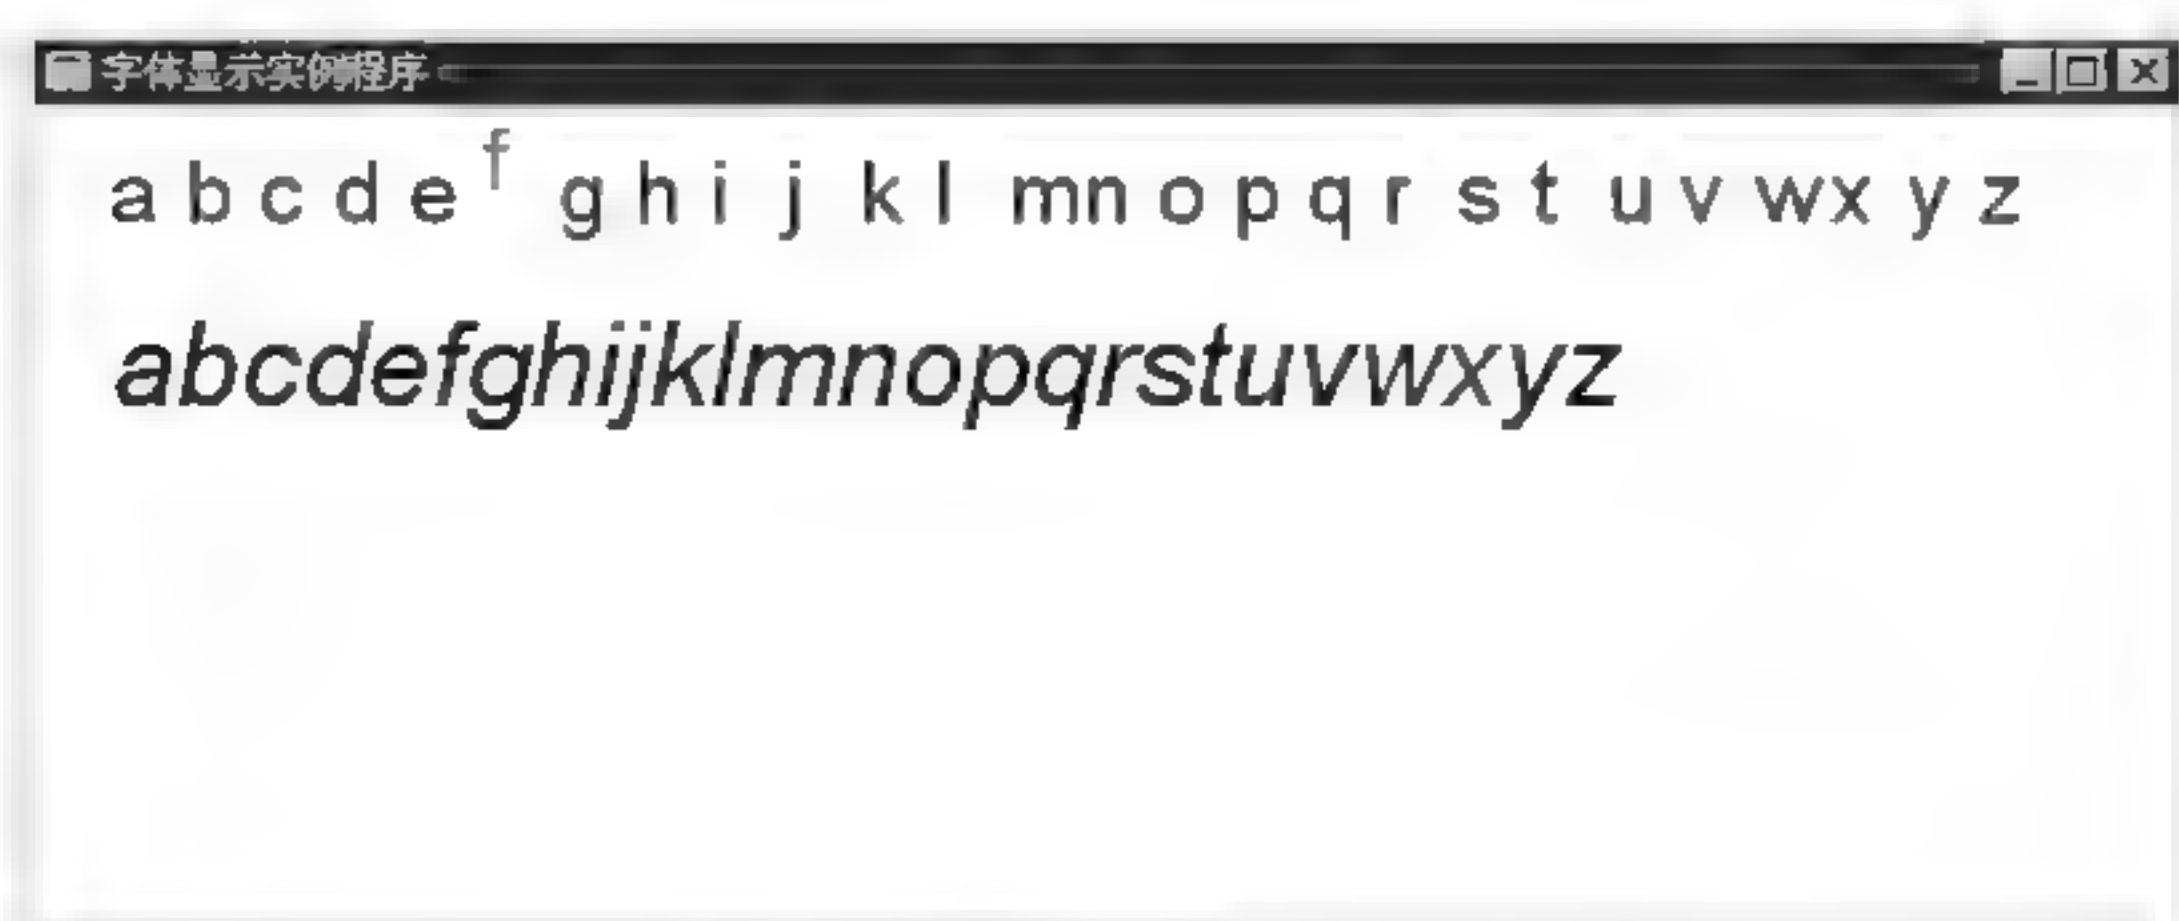 字体显示实例程序
a b c d e f g h i j k l mn o p q r s t u v wx y z
abcdefghijklmnopqrstuvwxyz